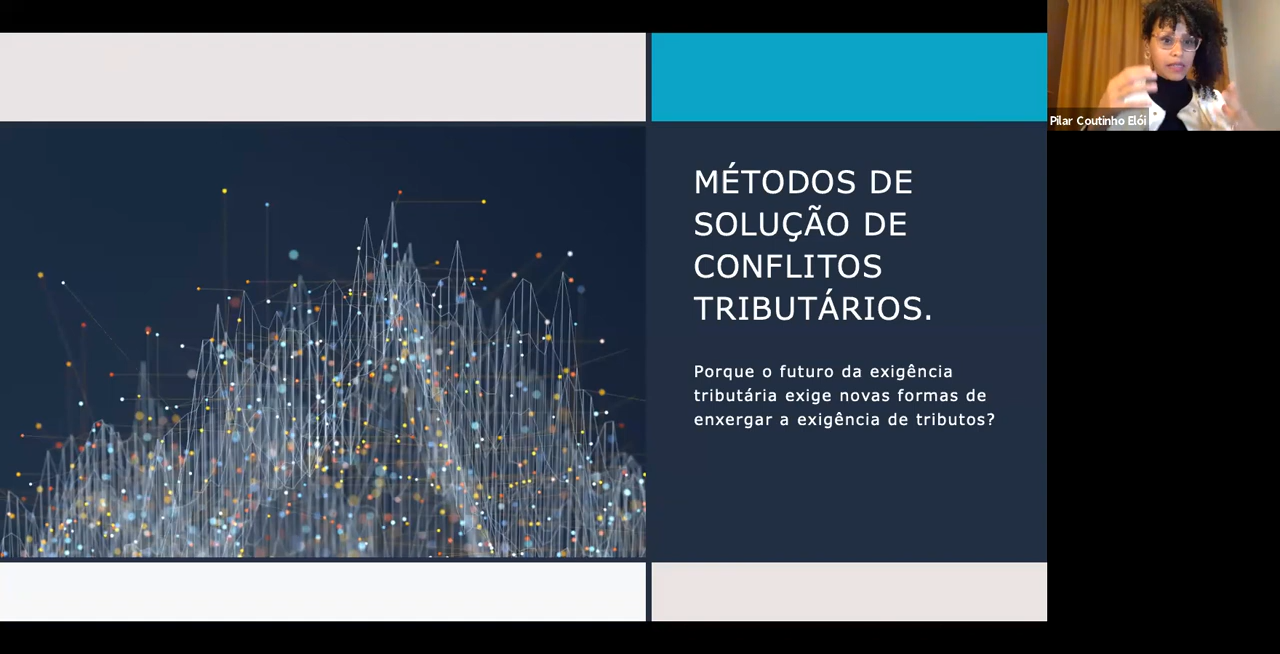 MÉTODOS DE
SOLUÇÃO DE
CONFLITOS
TRIBUTÁRIOS.
Porque o futuro da exigência
tributária exige novas formas de
enxergar a exigência de tributos?
Pilar Coutinho Elói